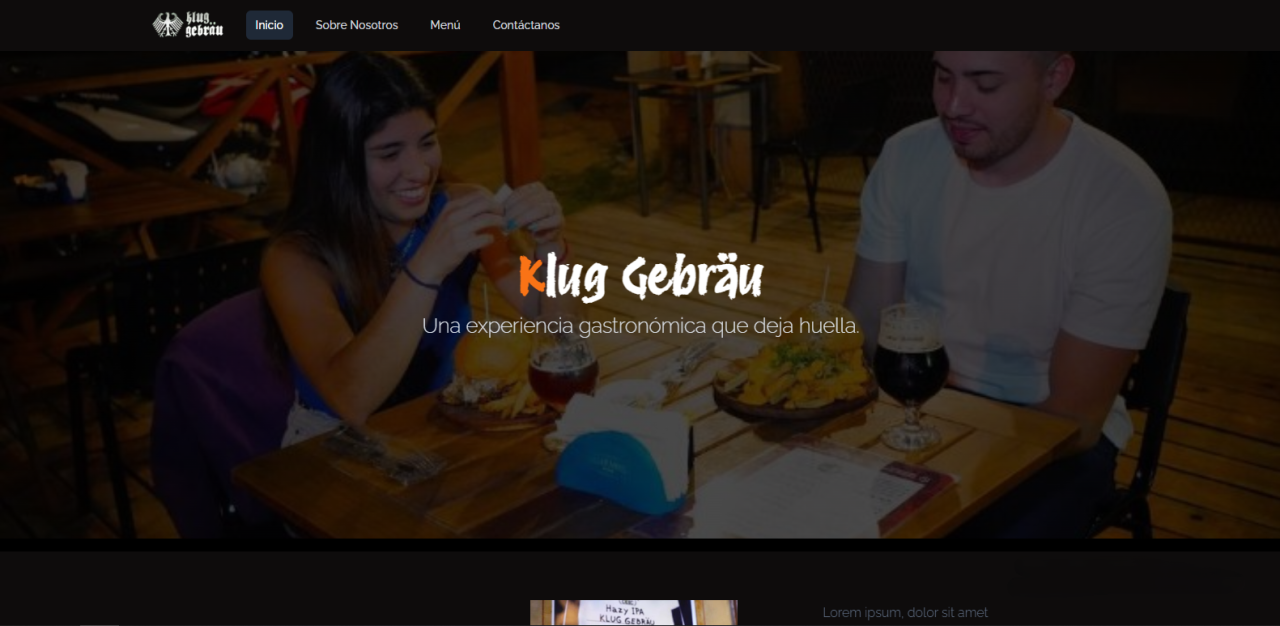 klug
gebräu
Inicio
Sobre Nosotros
Menú
Contáctanos
Klug Gebräu
Una experiencia gastronómica que deja huella.
Hazy IPA
KLUG GEBRÄU
Lorem ipsum, dolor sit amet